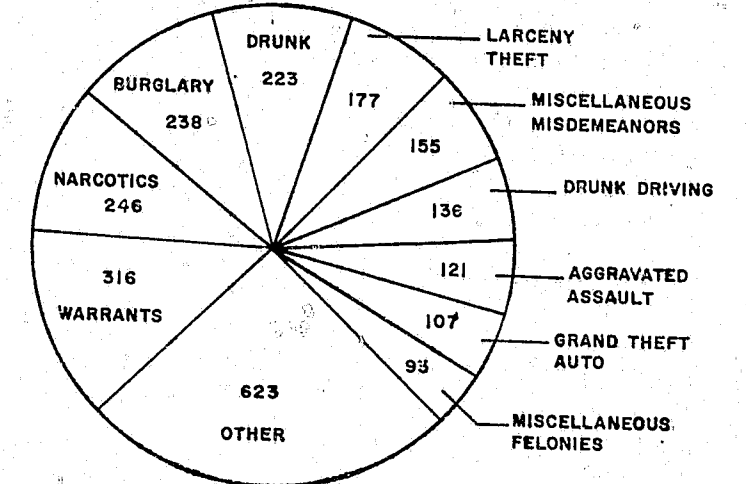 DRUNK
223
LARCENY
THEFT
177
BURGLARY
238
MISCELLANEOUS
MISDEMEANORS
155
NARCOTICS
246
DRUNK DRIVING
136
316
WARRANTS
121
AGGRAVATED
ASSAULT
107
GRAND THEFT
AUTO
93
MISCELLANEOUS
FELONIES
623
OTHER